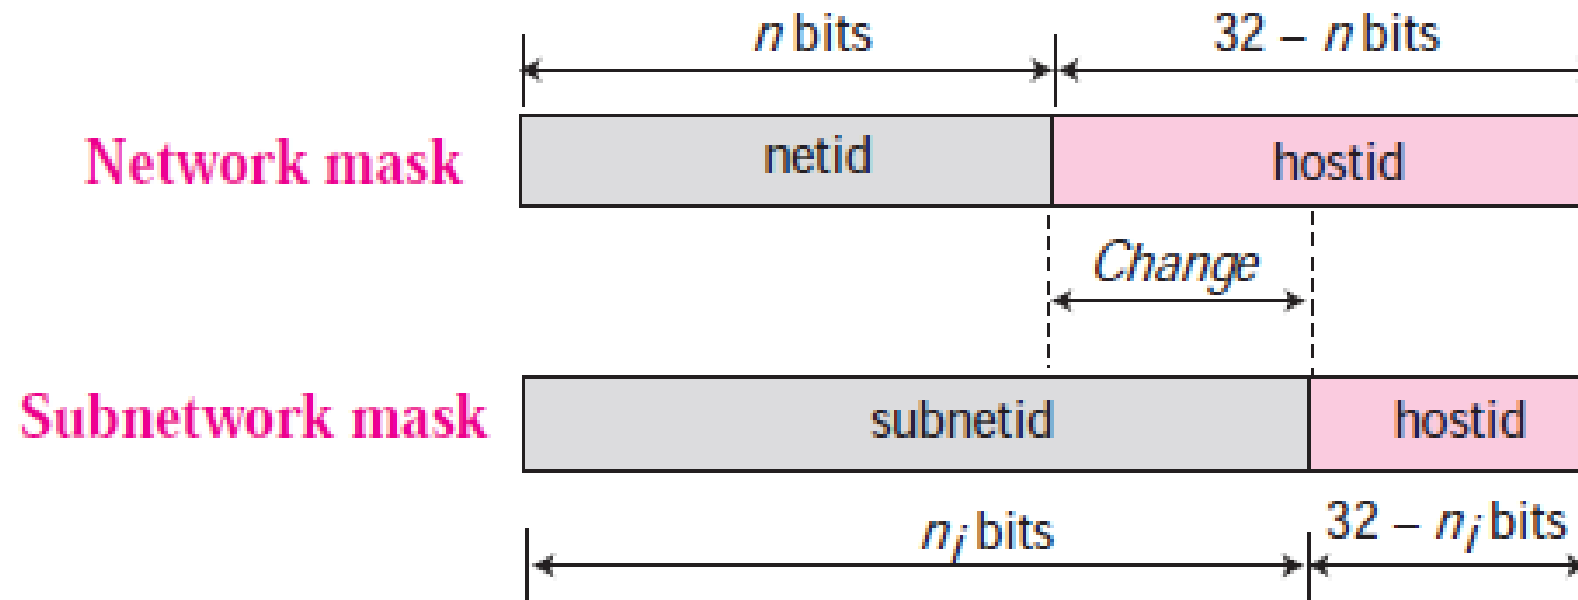 n bits
32 – n bits
Network mask
netid
hostid
Change
Subnetwork mask
subnetid
hostid
nj bits
32 – nj bits